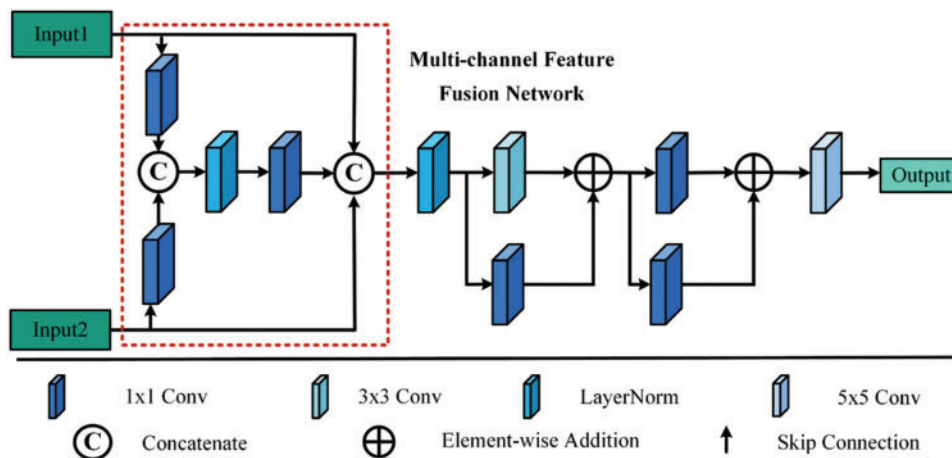 Input1
Multi-channel Feature
Fusion Network
C
C
Output
Input2
1x1 Conv
3x3 Conv
LayerNorm
5x5 Conv
C
Concatenate
Element-wise Addition
Skip Connection